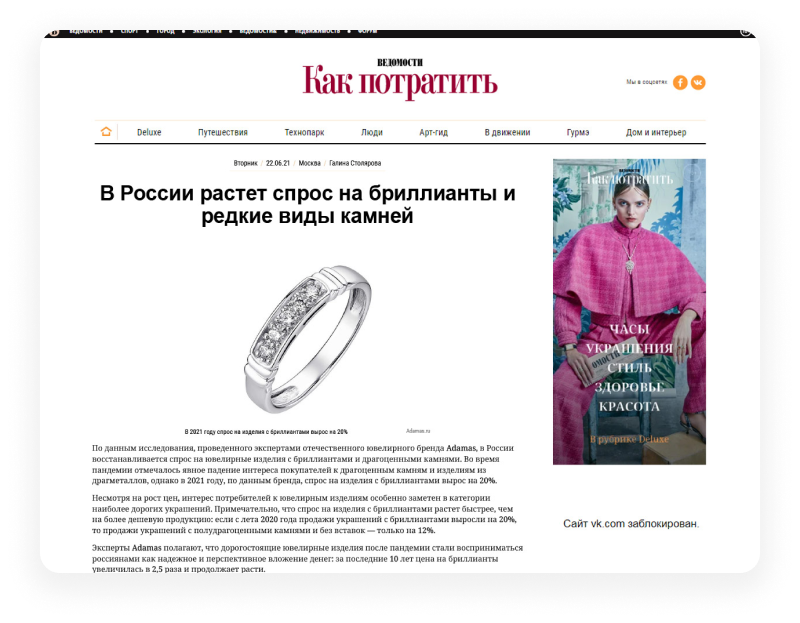 ВЕДОМОСТИ • СПОРТ • ГОРОД • ЭКОЛОГИЯ • ВЕДОМОСТИ& • НЕДВИЖИМОСТЬ • ФОРУМ
ВЕДОМОСТИ
Как потратить
Мы в соцсетях
Deluxe Путешествия Технопарк Люди Арт-гид В движении Гурмэ Дом и интерьер
Вторник / 22.06.21 / Москва / Галина Столярова
В России растет спрос на бриллианты и
редкие виды камней
В 2021 году спрос на изделия с бриллиантами вырос на 20%
Adamas.ru
По данным исследования, проведенного экспертами отечественного ювелирного бренда Adamas, в России
восстанавливается спрос на ювелирные изделия с бриллиантами и драгоценными камнями. Во время
пандемии отмечалось явное падение интереса покупателей к драгоценным камням и изделиям из
драгметаллов, однако в 2021 году, по данным бренда, спрос на изделия с бриллиантами вырос на 20%.
Несмотря на рост цен, интерес потребителей к ювелирным изделиям особенно заметен в категории
наиболее дорогих украшений. Примечательно, что спрос на изделия с бриллиантами растет быстрее, чем
на более дешевую продукцию: если с лета 2020 года продажи украшений с бриллиантами выросли на 20%,
то продажи украшений с полудрагоценными камнями и без вставок — только на 12%.
Эксперты Adamas полагают, что дорогостоящие ювелирные изделия после пандемии стали восприниматься
россиянами как надежное и перспективное вложение денег: за последние 10 лет цена на бриллианты
увеличилась в 2,5 раза и продолжает расти.
Как потратить
ЧАСЫ
УКРАШЕНИЯ
СТИЛЬ
ЗДОРОВЬЕ
КРАСОТА
В рубрике Deluxe
Сайт vk.com заблокирован.